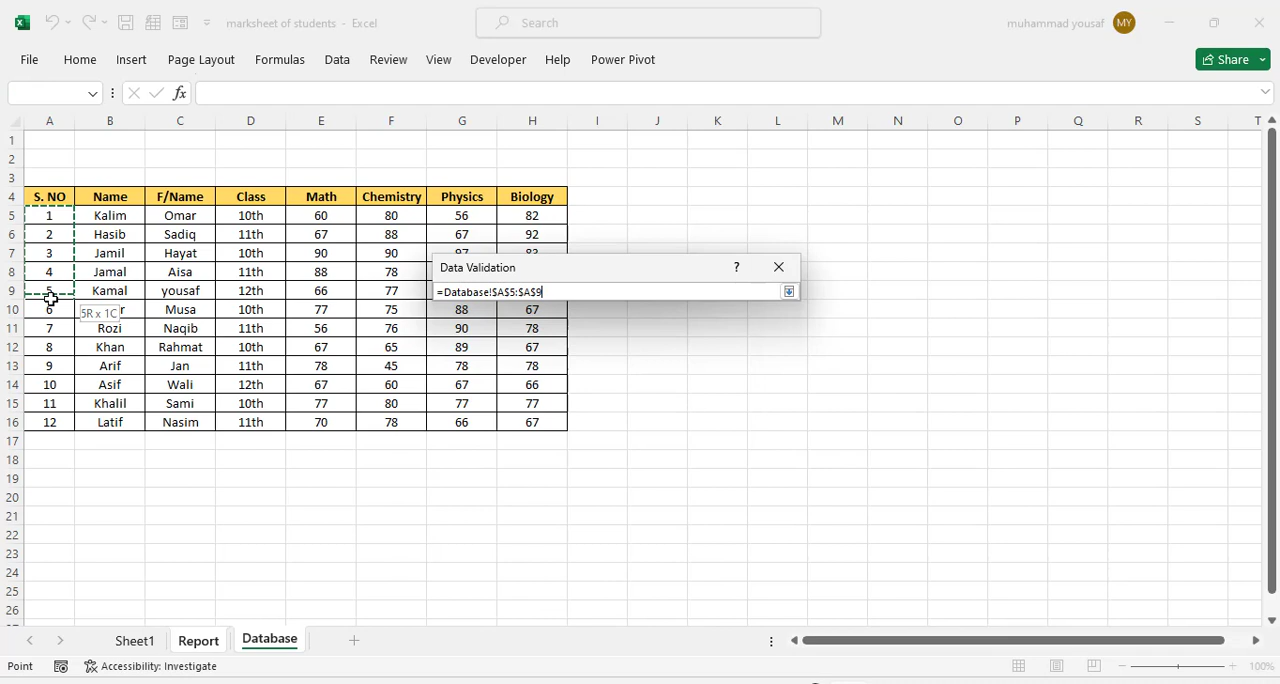 marksheet of students - Excel
Search
muhammad yousaf MY
File Home Insert Page Layout Formulas Data Review View Developer Help Power Pivot
Share
fx
A B C D E F G H I J K L M N O P Q R S T
1
2
3
4 S. NO Name F/Name Class Math Chemistry Physics Biology
5 1 Kalim Omar 10th 60 80 56 82
6 2 Hasib Sadiq 11th 67 88 67 92
7 3 Jamil Hayat 10th 90 90 97 83
8 4 Jamal Aisa 11th 88 78
9 5 Kamal yousaf 12th 66 77
10 6 Musa 10th 77 75 88 67
11 7 Rozi Naqib 11th 56 76 90 78
12 8 Khan Rahmat 10th 67 65 89 67
13 9 Arif Jan 11th 78 45 78 78
14 10 Asif Wali 12th 67 60 67 66
15 11 Khalil Sami 10th 77 80 77 77
16 12 Latif Nasim 11th 70 78 66 67
17
18
19
20
21
22
23
24
25
26
Data Validation ?
=Database!$A$5:$A$9
5R x 1C
Sheet1 Report Database
Point Accessibility: Investigate 100%